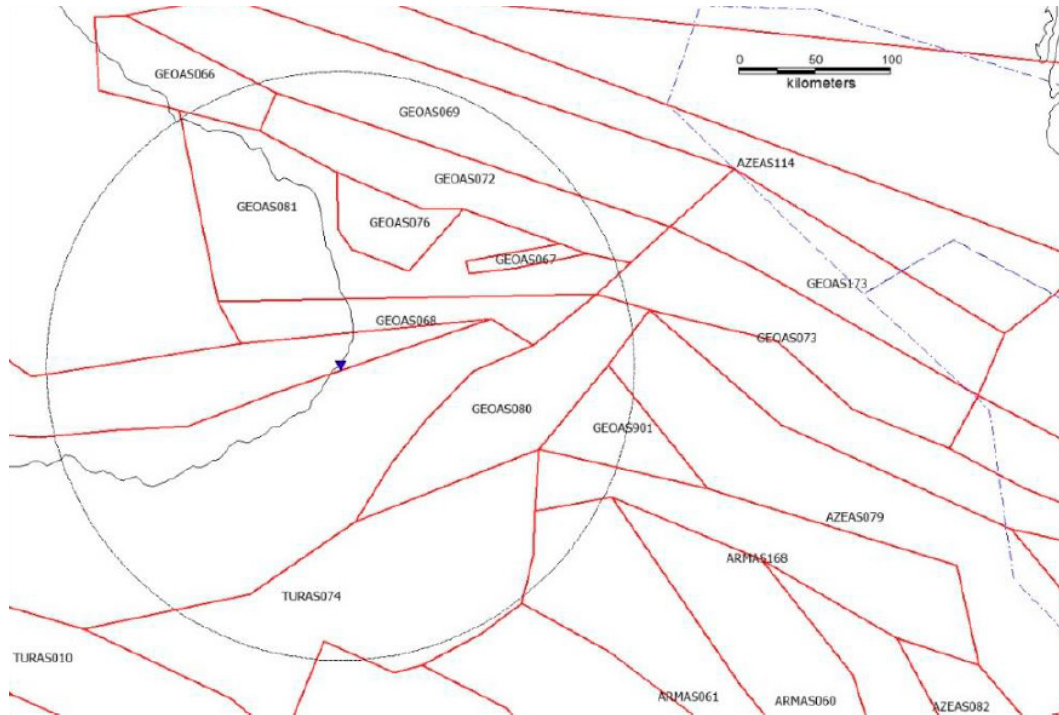 GEOAS066
0 50 100
kilometers
GEOAS069
AZEAS114
GEOAS072
GEOAS081
GEOAS076
GEOAS067
GEOAS173
GEOAS068
GEOAS073
GEOAS080
GEOAS901
AZEAS079
ARMAS168
TURAS074
TURAS010
ARMAS061
ARMAS060
AZEAS082